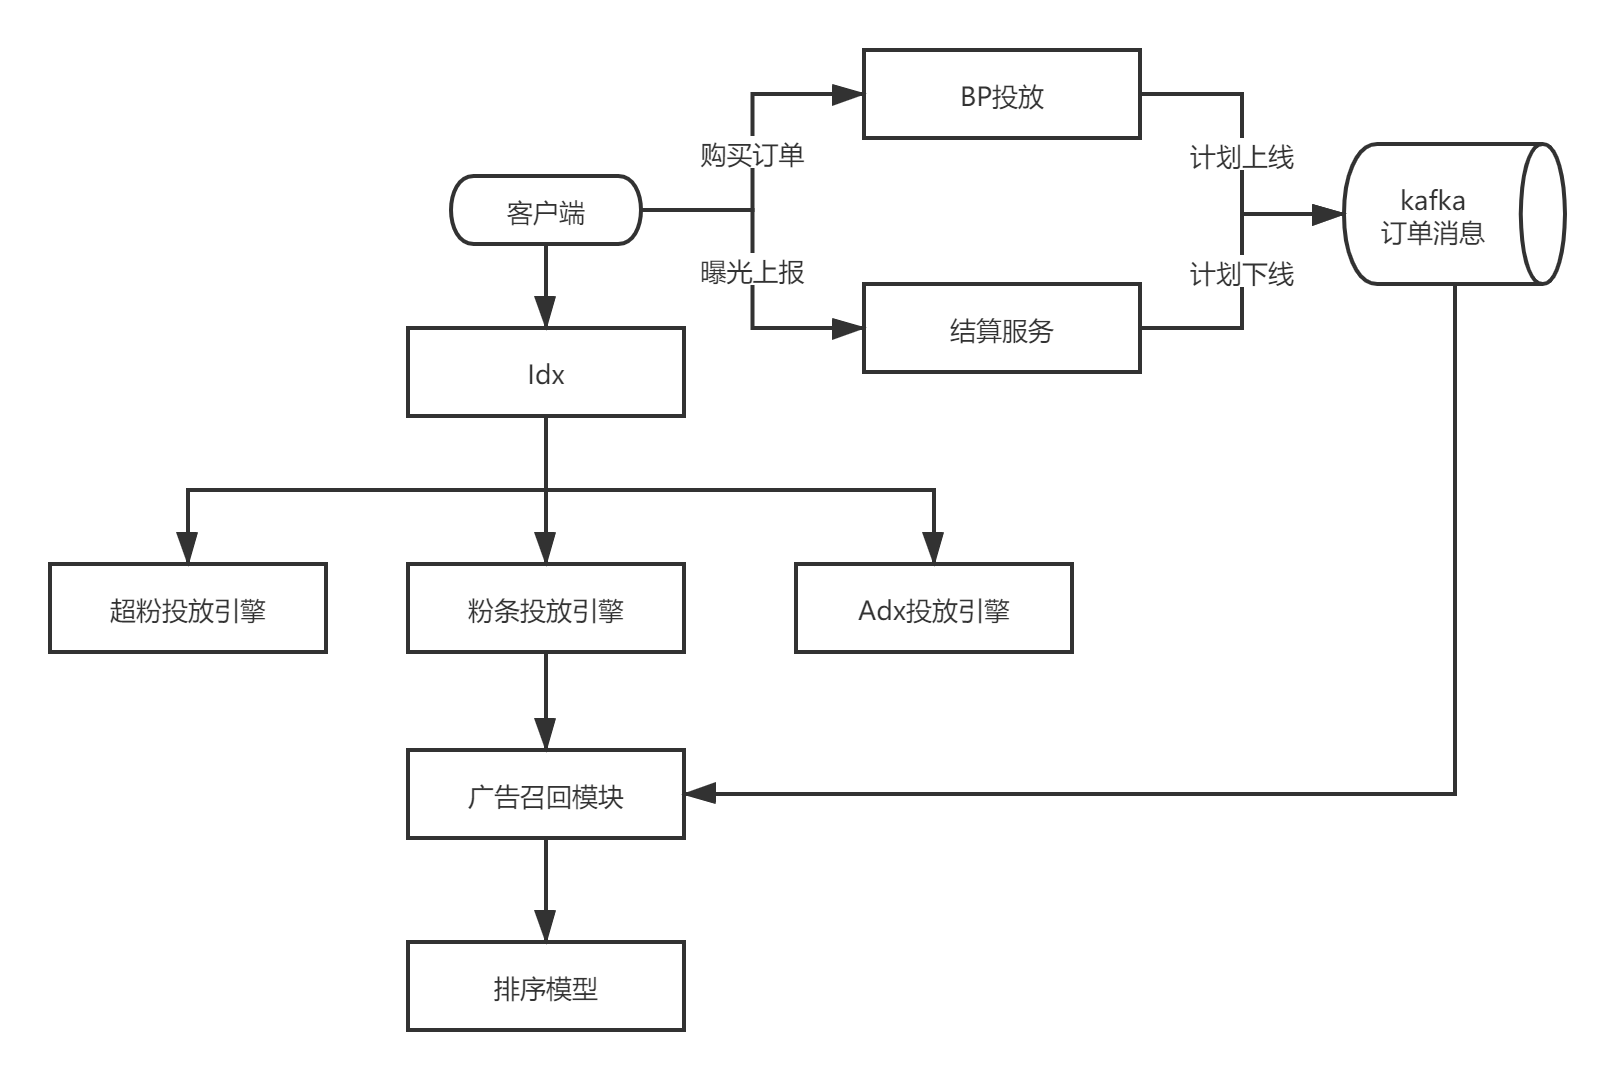 BP投放
购买订单
计划上线
客户端
kafka
订单消息
曝光上报
计划下线
结算服务
Idx
超粉投放引擎
粉条投放引擎
Adx投放引擎
广告召回模块
排序模型